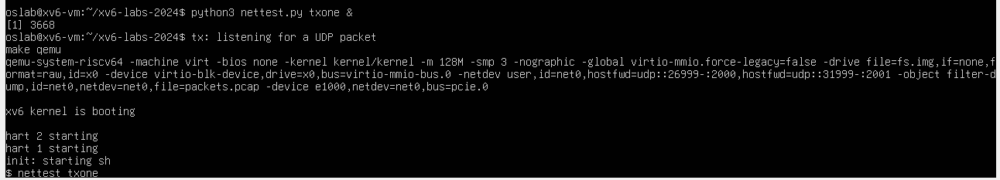 oslab@xv6-vm:~/xv6-labs-2024$ python3 nettest.py txone &
[1] 3668
oslab@xv6-vm:~/xv6-labs-2024$ tx: listening for a UDP packet
make qemu
qemu-system-riscv64 -machine virt -bios none -kernel kernel/kernel -m 128M -smp 3 -nographic -global virtio-mmio.force-legacy=false -drive file=fs.img,if=none,f
ormat=raw,id=x0 -device virtio-blk-device,drive=x0,bus=virtio-mmio-bus.0 -netdev user,id=net0,hostfwd=udp::26999-:2000,hostfwd=udp::31999-:2001 -object filter-d
ump,id=net0,netdev=net0,file=packets.pcap -device e1000,netdev=net0,bus=pcie.0
xv6 kernel is booting
hart 2 starting
hart 1 starting
init: starting sh
$ nettest txone